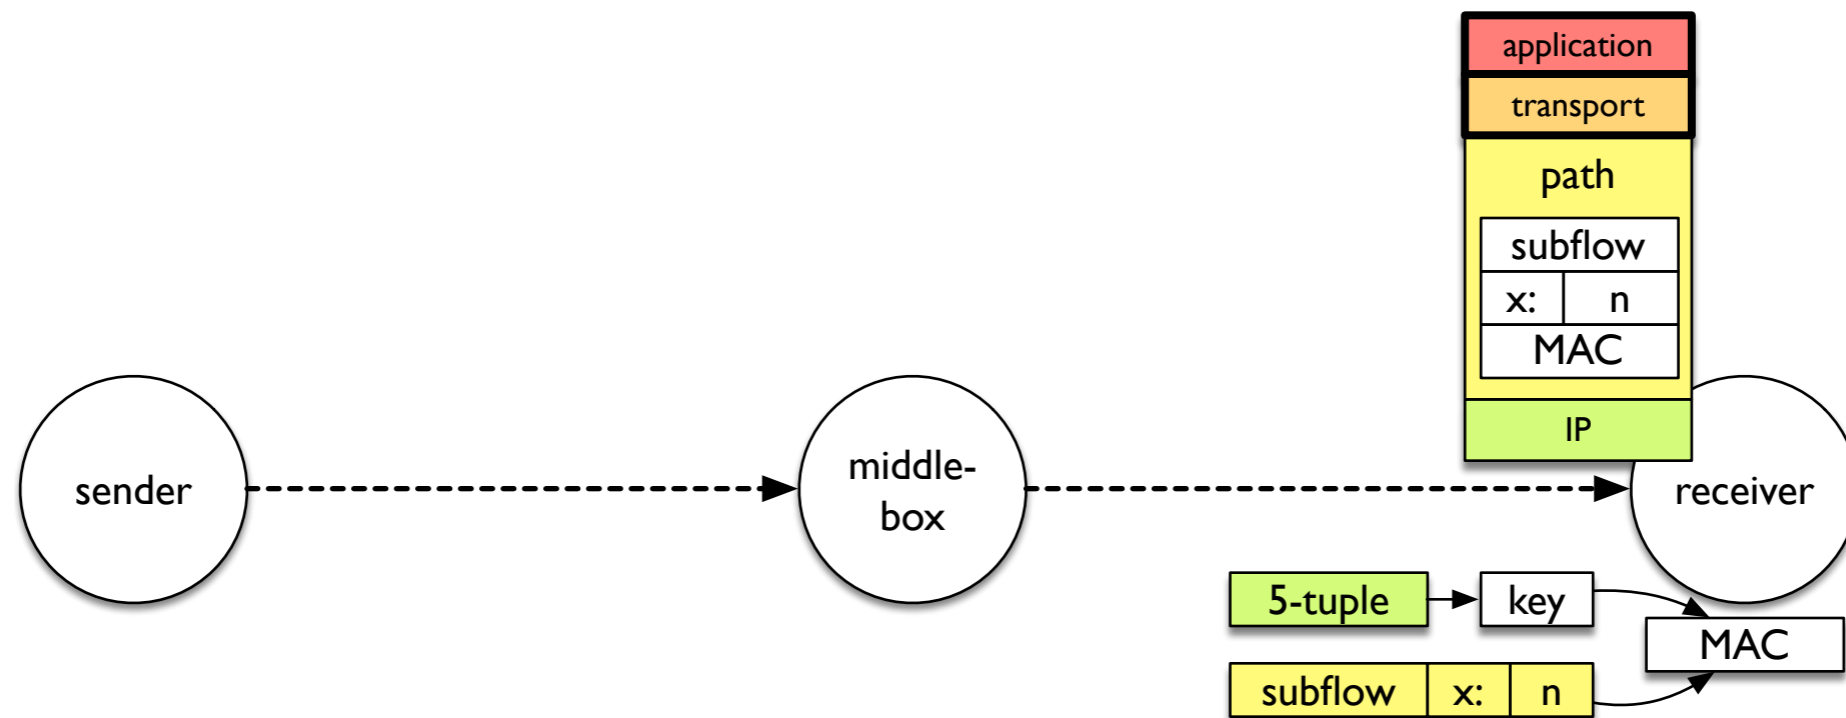 application
transport
path
subflow
x: n
MAC
IP
sender
middle-
box
receiver
5-tuple key
MAC
subflow x: n